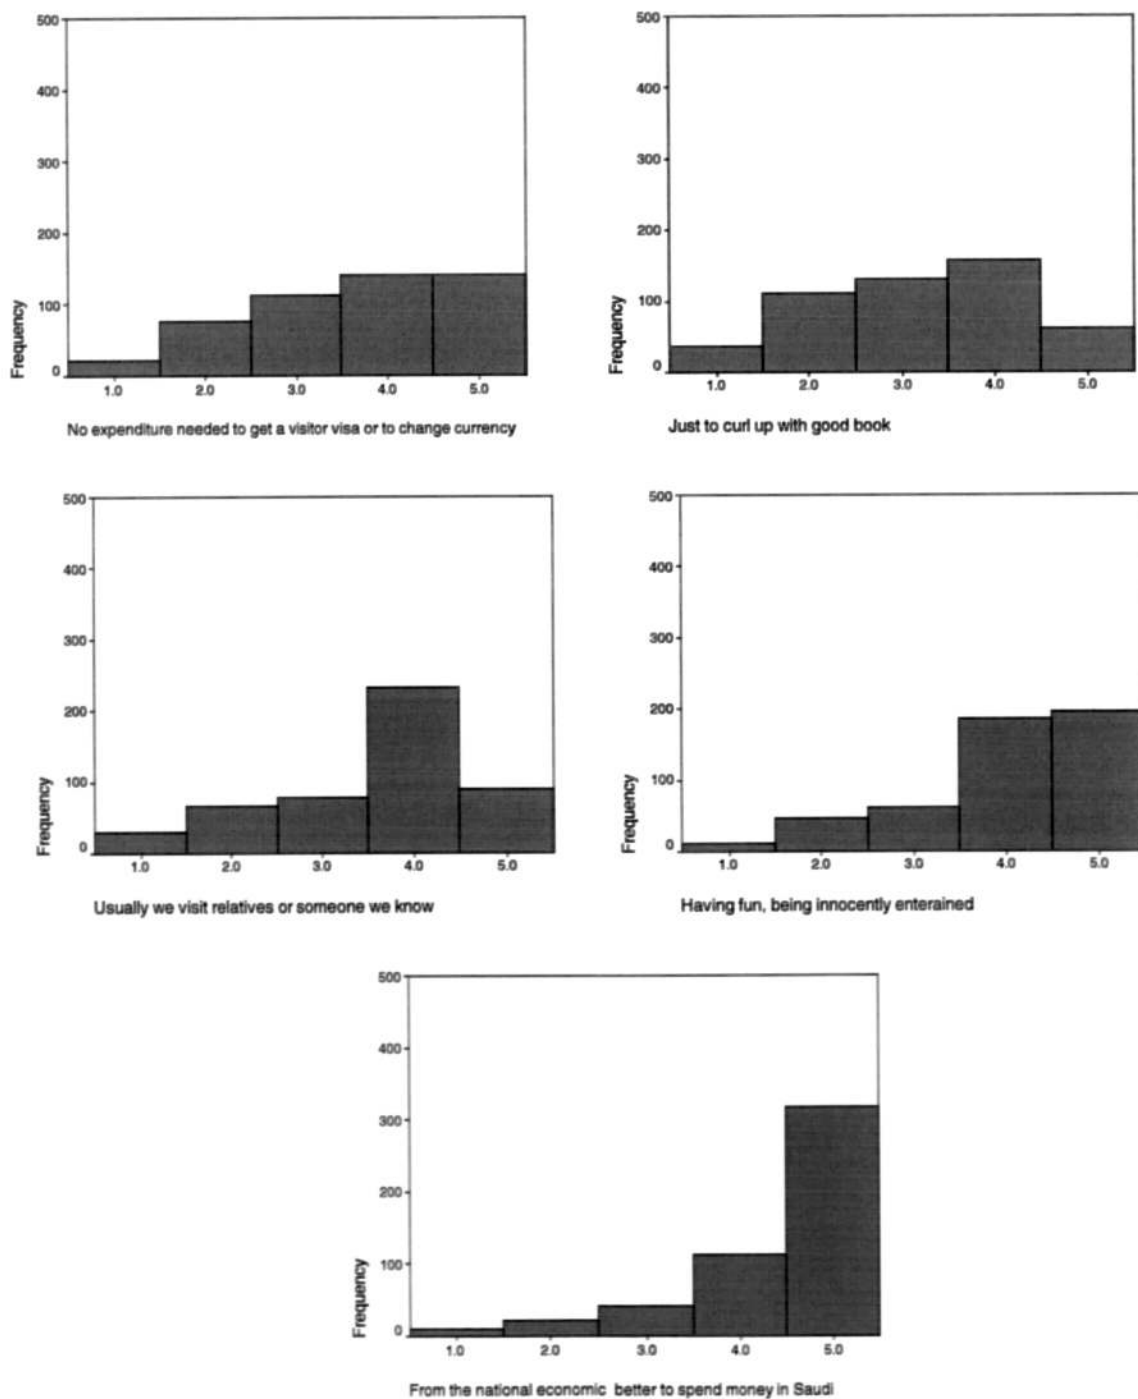 500
400
300
200
100
0
Frequency
1.0 2.0 3.0 4.0 5.0
No expenditure needed to get a visitor visa or to change currency
500
400
300
200
100
0
Frequency
1.0 2.0 3.0 4.0 5.0
Just to curl up with good book
500
400
300
200
100
0
Frequency
1.0 2.0 3.0 4.0 5.0
Usually we visit relatives or someone we know
500
400
300
200
100
0
Frequency
1.0 2.0 3.0 4.0 5.0
Having fun, being innocently enterained
500
400
300
200
100
0
Frequency
1.0 2.0 3.0 4.0 5.0
From the national economic better to spend money in Saudi